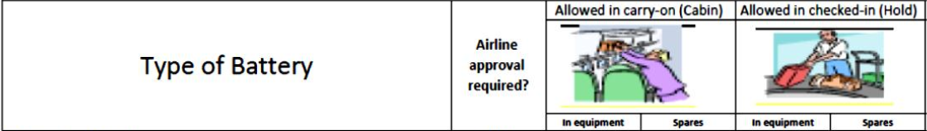 Type of Battery
Airline
approval
required?
Allowed in carry-on (Cabin)
Allowed in checked-in (Hold)
In equipment
Spares
In equipment
Spares